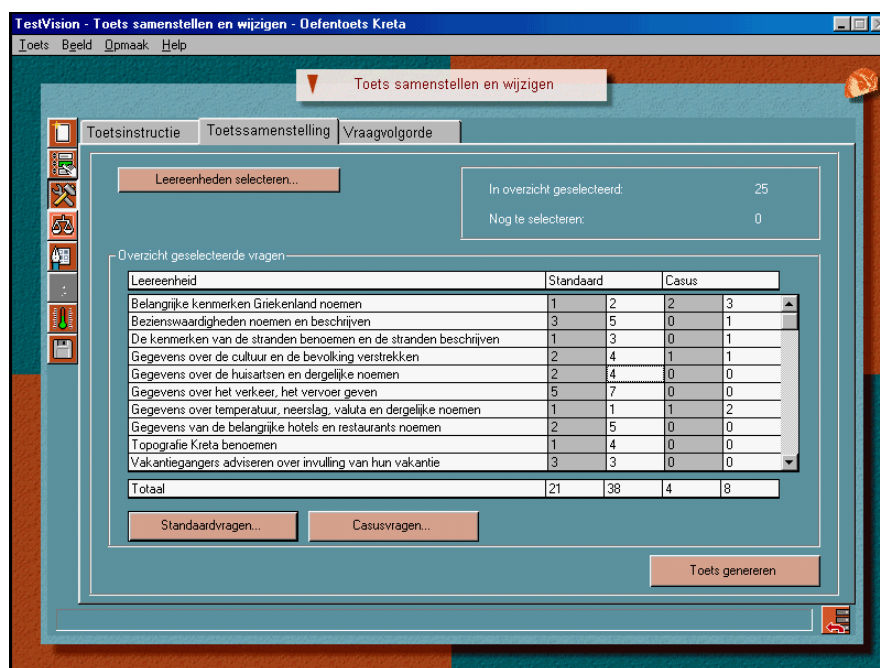 TestVision - Toets samenstellen en wijzigen - Oefentoets Kreta
Toets Beeld Opmaak Help
Toets samenstellen en wijzigen
Toetsinstructie Toetssamenstelling Vraagvolgorde
Leereenheden selecteren...
In overzicht geselecteerd: 25
Nog te selecteren: 0
Overzicht geselecteerde vragen
Leereenheid Standaard Casus
Belangrijke kenmerken Griekenland noemen 1 2 2 3
Bezienswaardigheden noemen en beschrijven 3 5 0 1
De kenmerken van de stranden benoemen en de stranden beschrijven 1 3 0 1
Gegevens over de cultuur en de bevolking verstrekken 2 4 1 1
Gegevens over de huisartsen en dergelijke noemen 2 4 0 0
Gegevens over het verkeer, het vervoer geven 5 7 0 0
Gegevens over temperatuur, neerslag, valuta en dergelijke noemen 1 1 1 2
Gegevens van de belangrijke hotels en restaurants noemen 2 5 0 0
Topografie Kreta benoemen 1 4 0 0
Vakantiegangers adviseren over invulling van hun vakantie 3 3 0 0
Totaal 21 38 4 8
Standaardvragen... Casusvragen...
Toets genereren